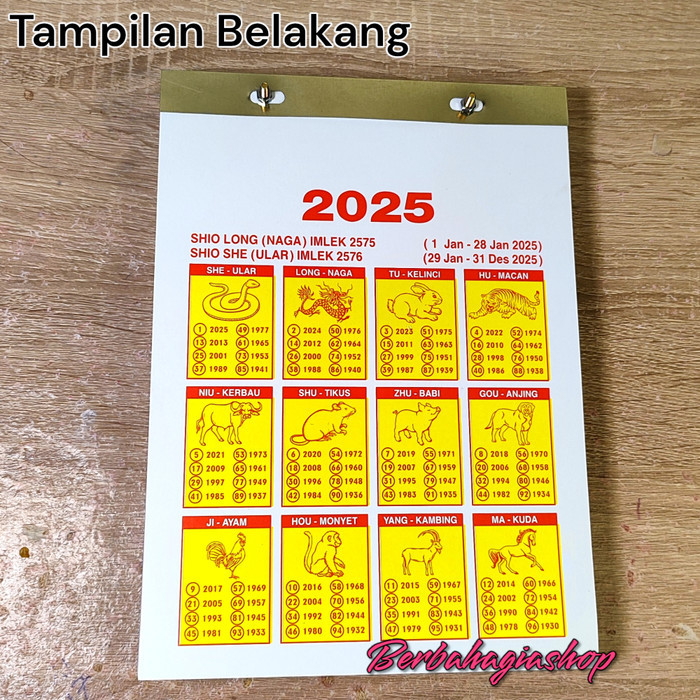 Tampilan Belakang
2025
SHIO LONG (NAGA) IMLEK 2575 ( 1 Jan - 28 Jan 2025)
SHIO SHE (ULAR) IMLEK 2576 (29 Jan - 31 Des 2025)
SHE - ULAR
1 2025 49 1977
13 2013 61 1965
25 2001 73 1953
37 1989 85 1941
LONG - NAGA
2 2024 50 1976
14 2012 62 1964
26 2000 74 1952
38 1988 86 1940
TU - KELINCI
3 2023 51 1975
15 2011 63 1963
27 1999 75 1951
39 1987 87 1939
HU - MACAN
4 2022 52 1974
16 2010 64 1962
28 1998 76 1950
40 1986 88 1938
NIU - KERBAU
5 2021 53 1973
17 2009 65 1961
29 1997 77 1949
41 1985 89 1937
SHU - TIKUS
6 2020 54 1972
18 2008 66 1960
30 1996 78 1948
42 1984 90 1936
ZHU - BABI
7 2019 55 1971
19 2007 67 1959
31 1995 79 1947
43 1983 91 1935
GOU - ANJING
8 2018 56 1970
20 2006 68 1958
32 1994 80 1946
44 1982 92 1934
JI - AYAM
9 2017 57 1969
21 2005 69 1957
33 1993 81 1945
45 1981 93 1933
HOU - MONYET
10 2016 58 1968
22 2004 70 1956
34 1992 82 1944
46 1980 94 1932
YANG - KAMBING
11 2015 59 1967
23 2003 71 1955
35 1991 83 1943
47 1979 95 1931
MA - KUDA
12 2014 60 1966
24 2002 72 1954
36 1990 84 1942
48 1978 96 1930
Berbahagiashop